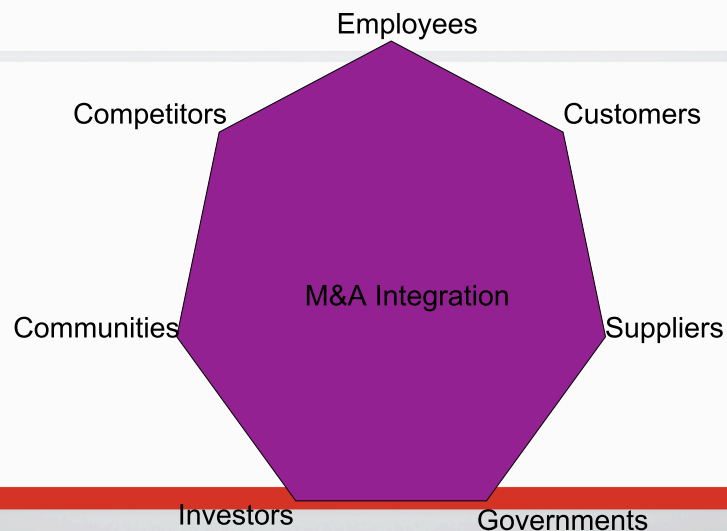 Employees
Competitors
Customers
M&A Integration
Communities
Suppliers
Investors
Governments